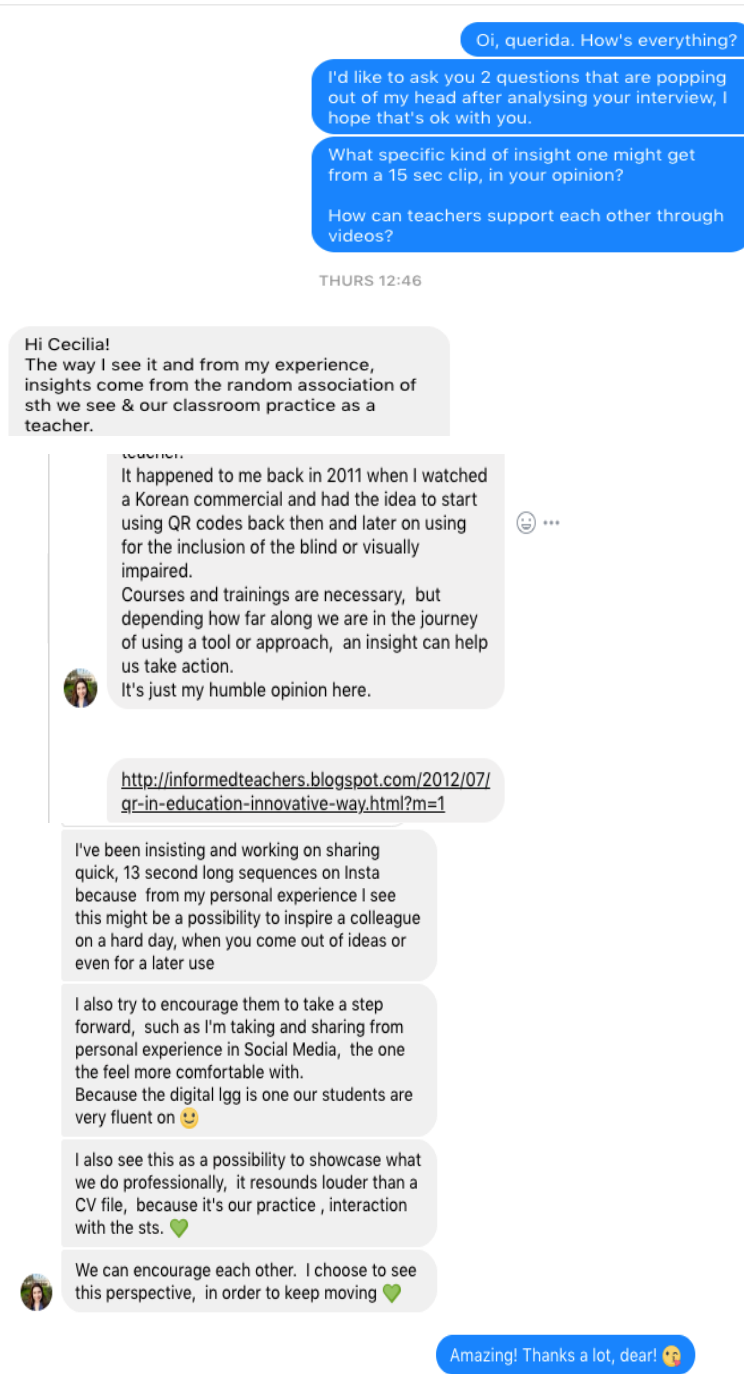 Oi, querida. How's everything?
I'd like to ask you 2 questions that are popping
out of my head after analysing your interview, I
hope that's ok with you.
What specific kind of insight one might get
from a 15 sec clip, in your opinion?
How can teachers support each other through
videos?
THURS 12:46
Hi Cecilia!
The way I see it and from my experience,
insights come from the random association of
sth we see & our classroom practice as a
teacher.
teacher.
It happened to me back in 2011 when I watched
a Korean commercial and had the idea to start
using QR codes back then and later on using
for the inclusion of the blind or visually
impaired.
Courses and trainings are necessary,  but
depending how far along we are in the journey
of using a tool or approach,  an insight can help
us take action.
It's just my humble opinion here.
http://informedteachers.blogspot.com/2012/07/
qr-in-education-innovative-way.html?m=1
I've been insisting and working on sharing
quick, 13 second long sequences on Insta
because  from my personal experience I see
this might be a possibility to inspire a colleague
on a hard day, when you come out of ideas or
even for a later use
I also try to encourage them to take a step
forward,  such as I'm taking and sharing from
personal experience in Social Media,  the one
the feel more comfortable with.
Because the digital lgg is one our students are
very fluent on 🙂
I also see this as a possibility to showcase what
we do professionally,  it resounds louder than a
CV file,  because it's our practice , interaction
with the sts. 💚
We can encourage each other.  I choose to see
this perspective,  in order to keep moving 💚
Amazing! Thanks a lot, dear! 😘